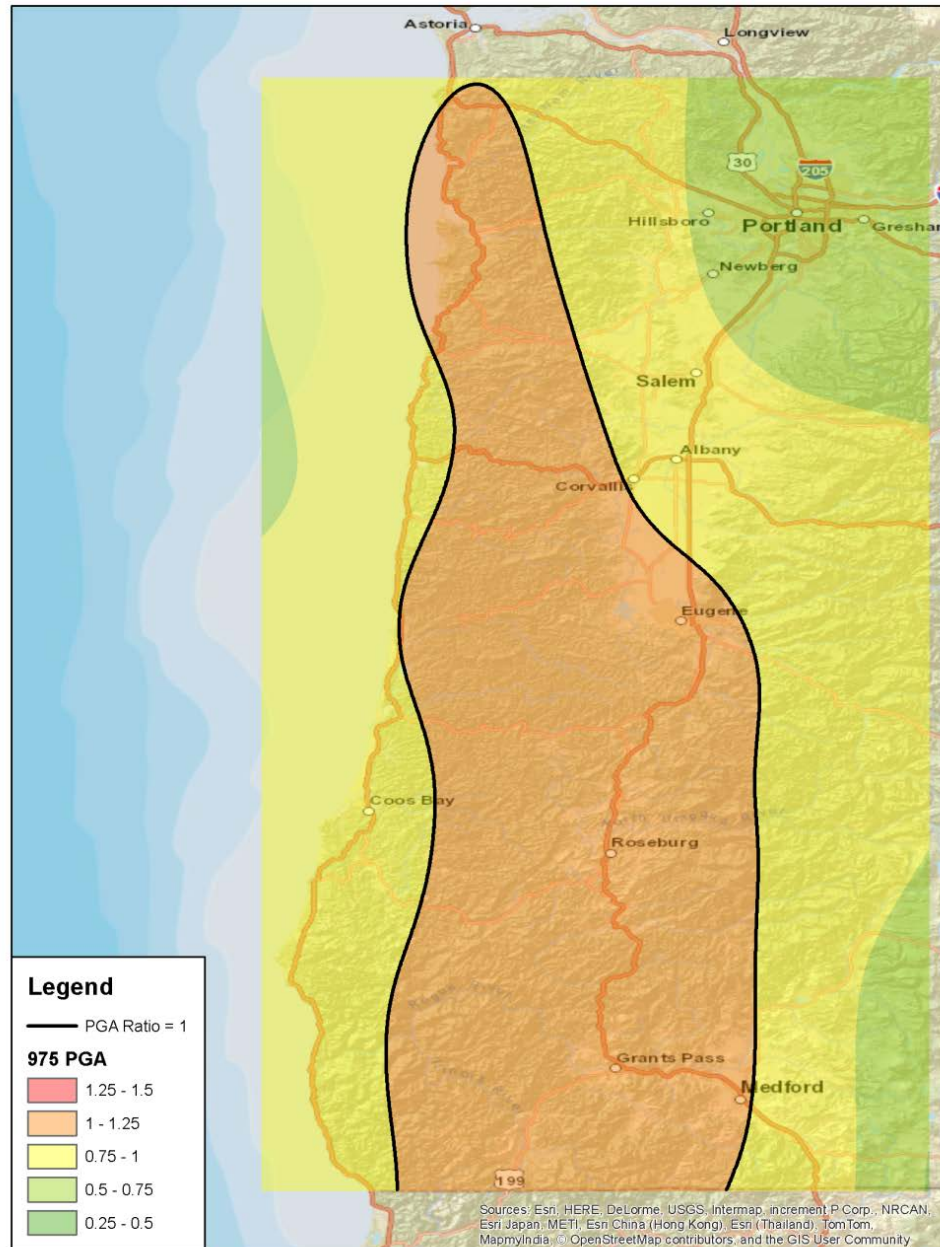 Astoria
Longview
30
205
Hillsboro
Portland
Gresham
Newberg
Salem
Albany
Corvallis
Eugene
Coos Bay
Roseburg
Rogue River
Grants Pass
Medford
199
Legend
PGA Ratio = 1
975 PGA
1.25 - 1.5
1 - 1.25
0.75 - 1
0.5 - 0.75
0.25 - 0.5
Sources: Esri, HERE, DeLorme, USGS, Intermap, increment P Corp., NRCAN,
Esri Japan, METI, Esri China (Hong Kong), Esri (Thailand), TomTom,
MapmyIndia, © OpenStreetMap contributors, and the GIS User Community